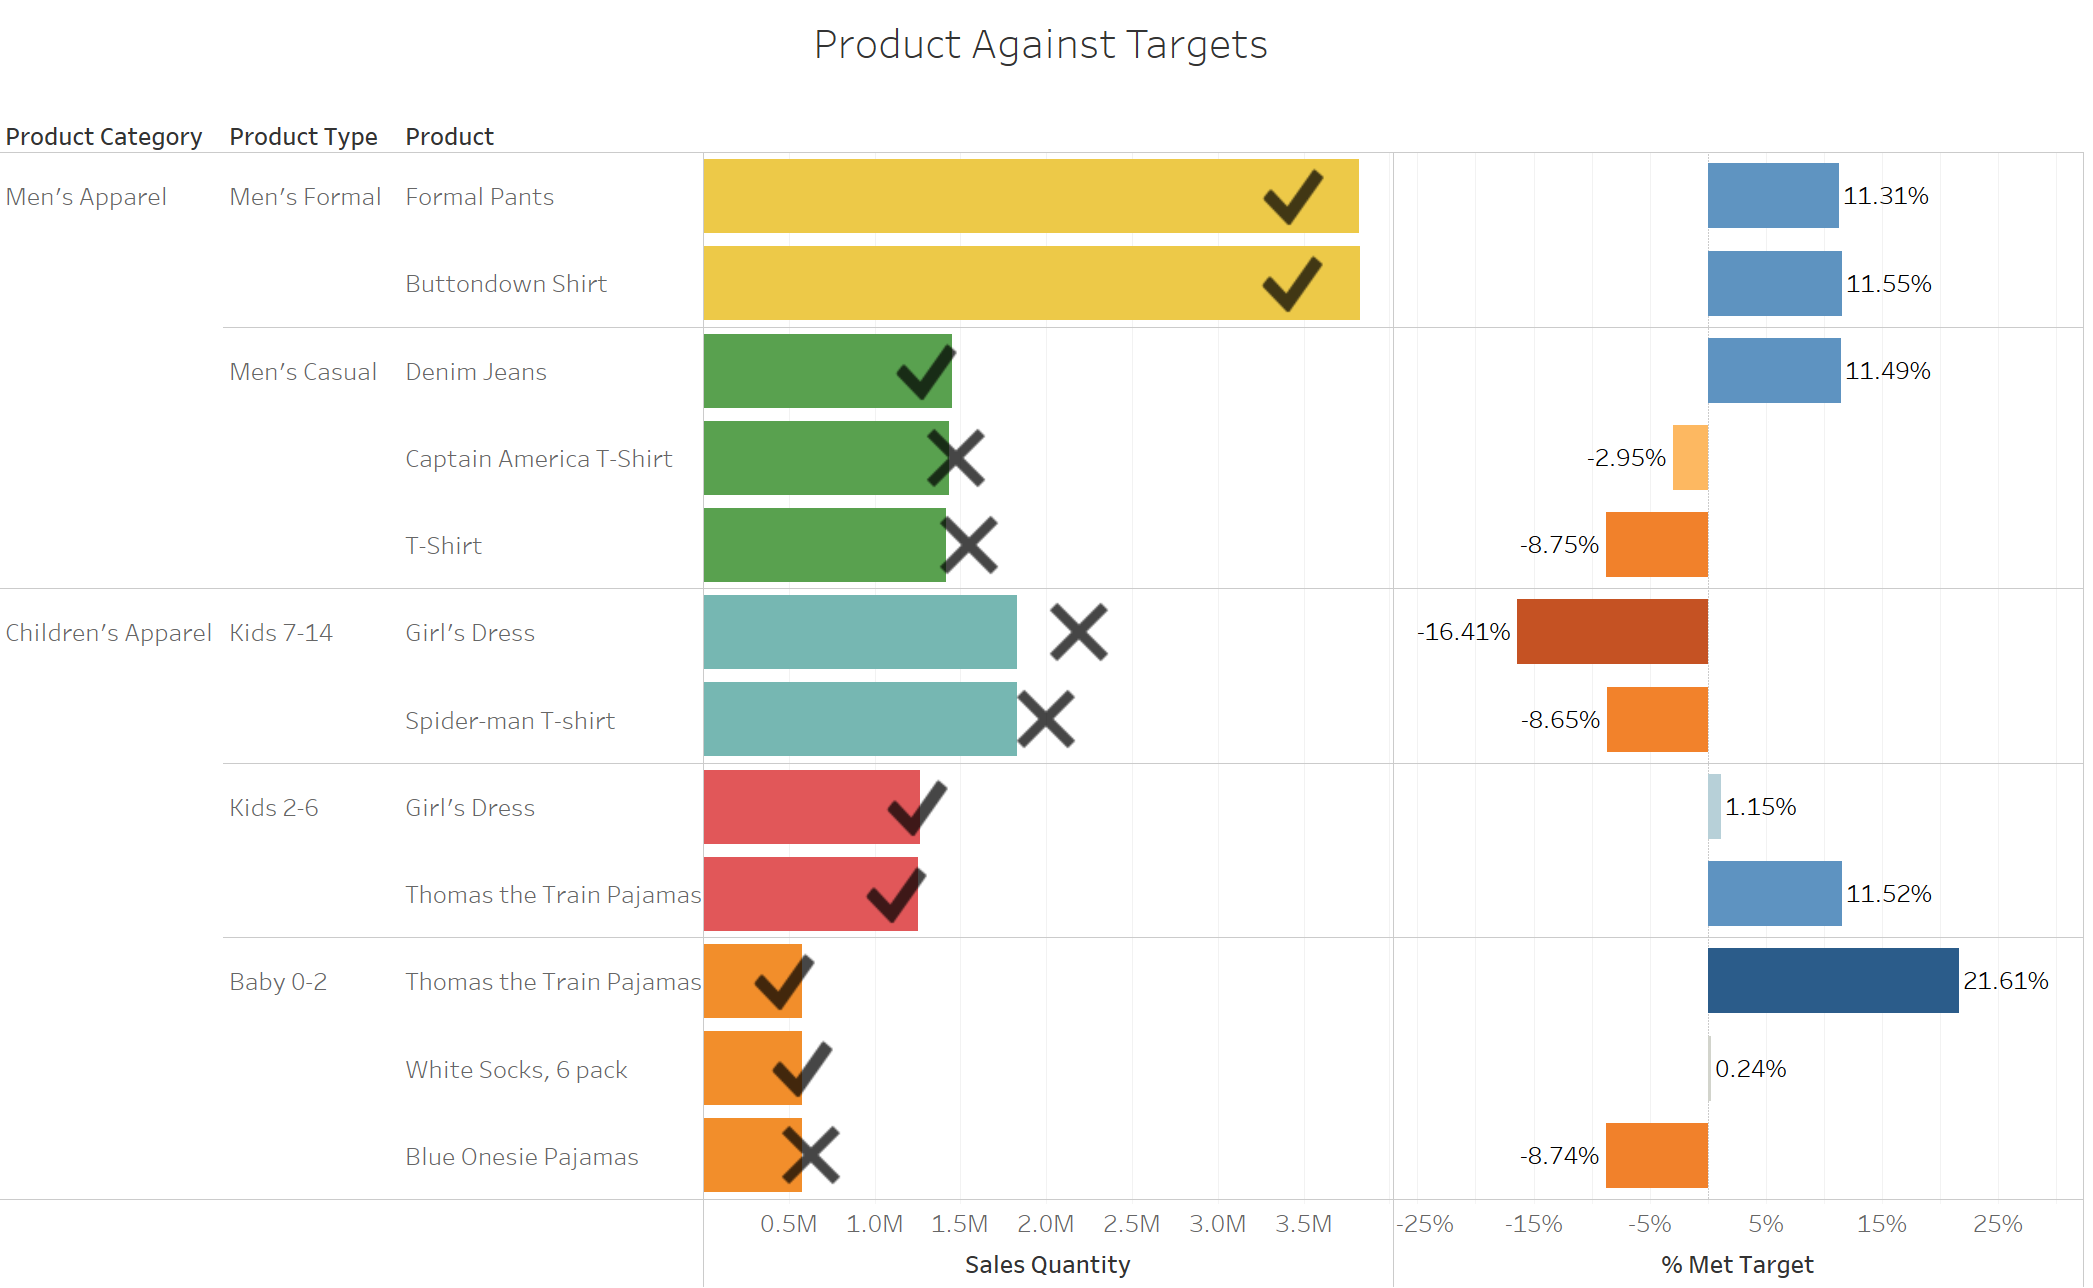 Product Against Targets
Product Category Product Type Product
Men's Apparel Men's Formal Formal Pants 11.31%
Buttondown Shirt 11.55%
Men's Casual Denim Jeans 11.49%
Captain America T-Shirt -2.95%
T-Shirt -8.75%
Children's Apparel Kids 7-14 Girl's Dress -16.41%
Spider-man T-shirt -8.65%
Kids 2-6 Girl's Dress 1.15%
Thomas the Train Pajamas 11.52%
Baby 0-2 Thomas the Train Pajamas 21.61%
White Socks, 6 pack 0.24%
Blue Onesie Pajamas -8.74%
0.5M 1.0M 1.5M 2.0M 2.5M 3.0M 3.5M -25% -15% -5% 5% 15% 25%
Sales Quantity % Met Target